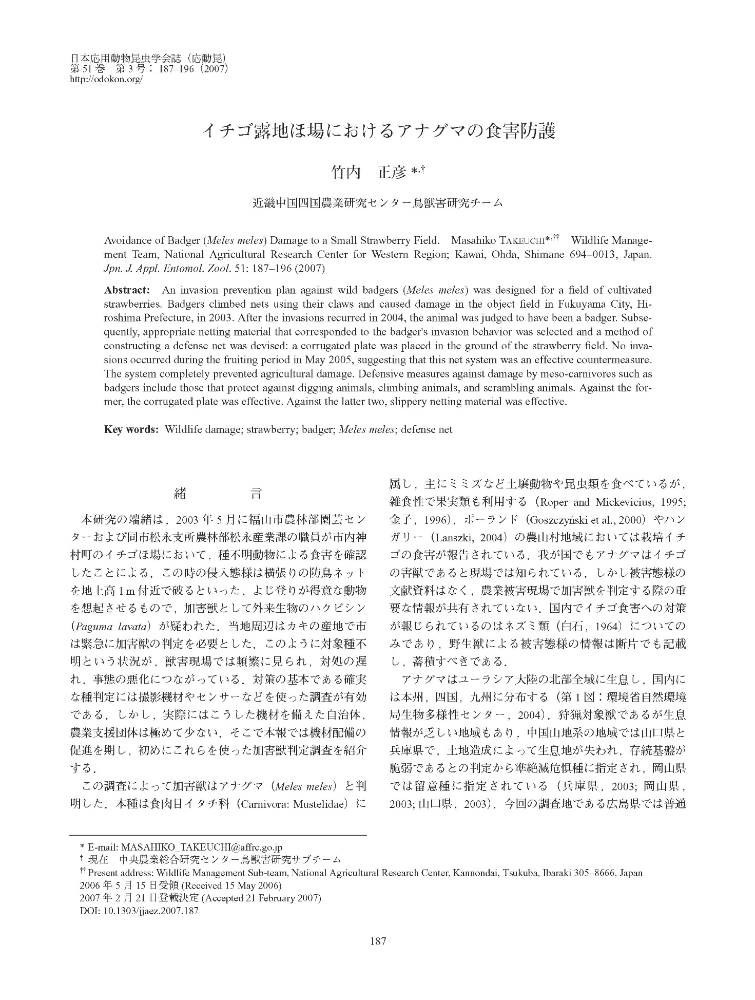 日本応用動物昆虫学会誌（応動昆）
第 51 巻　第 3 号： 187–196（2007）
http://odokon.org/
イチゴ露地ほ場におけるアナグマの食害防護
竹内　正彦 *,†
近畿中国四国農業研究センター鳥獣害研究チーム
Avoidance of Badger (Meles meles) Damage to a Small Strawberry Field.　Masahiko TAKEUCHI*,††　Wildlife Manage-
ment Team, National Agricultural Research Center for Western Region; Kawai, Ohda, Shimane 694–0013, Japan.
Jpn. J. Appl. Entomol. Zool. 51: 187–196 (2007)
Abstract:　An invasion prevention plan against wild badgers (Meles meles) was designed for a field of cultivated
strawberries. Badgers climbed nets using their claws and caused damage in the object field in Fukuyama City, Hi-
roshima Prefecture, in 2003. After the invasions recurred in 2004, the animal was judged to have been a badger. Subse-
quently, appropriate netting material that corresponded to the badger's invasion behavior was selected and a method of
constructing a defense net was devised: a corrugated plate was placed in the ground of the strawberry field. No inva-
sions occurred during the fruiting period in May 2005, suggesting that this net system was an effective countermeasure.
The system completely prevented agricultural damage. Defensive measures against damage by meso-carnivores such as
badgers include those that protect against digging animals, climbing animals, and scrambling animals. Against the for-
mer, the corrugated plate was effective. Against the latter two, slippery netting material was effective.
Key words: Wildlife damage; strawberry; badger; Meles meles; defense net
緒　言
本研究の端緒は，2003 年 5 月に福山市農林部園芸セン
ターおよび同市松永支所農林部松永産業課の職員が市内神
村町のイチゴほ場において，種不明動物による食害を確認
したことによる．この時の侵入態様は横張りの防鳥ネット
を地上高 1 m 付近で破るといった，よじ登りが得意な動物
を想起させるもので，加害獣として外来生物のハクビシン
（Paguma lavata）が疑われた．当地周辺はカキの産地で市
は緊急に加害獣の判定を必要とした．このように対象種不
明という状況が，獣害現場では頻繁に見られ，対処の遅
れ，事態の悪化につながっている．対策の基本である確実
な種判定には撮影機材やセンサーなどを使った調査が有効
である．しかし，実際にはこうした機材を備えた自治体，
農業支援団体は極めて少ない．そこで本報では機材配備の
促進を期し，初めにこれらを使った加害獣判定調査を紹介
する．
この調査によって加害獣はアナグマ（Meles meles）と判
明した．本種は食肉目イタチ科（Carnivora: Mustelidae）に
属し，主にミミズなど土壌動物や昆虫類を食べているが，
雑食性で果実類も利用する（Roper and Mickevicius, 1995;
金子，1996）．ポーランド（Goszczyński et al., 2000）やハン
ガリー（Lanszki, 2004）の農山村地域においては栽培イチ
ゴの食害が報告されている．我が国でもアナグマはイチゴ
の害獣であると現場では知られている．しかし被害態様の
文献資料はなく，農業被害現場で加害獣を判定する際の重
要な情報が共有されていない．国内でイチゴ食害への対策
が報じられているのはネズミ類（白石，1964）についての
みであり，野生獣による被害態様の情報は断片でも記載
し，蓄積すべきである．
アナグマはユーラシア大陸の北部全域に生息し，国内に
は本州，四国，九州に分布する（第 1 図：環境省自然環境
局生物多様性センター，2004）．狩猟対象獣であるが生息
情報が乏しい地域もあり，中国山地系の地域では山口県と
兵庫県で，土地造成によって生息地が失われ，存続基盤が
脆弱であるとの判定から準絶滅危惧種に指定され，岡山県
では留意種に指定されている（兵庫県，2003; 岡山県，
2003; 山口県，2003）．今回の調査地である広島県では普通
* E-mail: MASAHIKO_TAKEUCHI@affrc.go.jp
† 現在　中央農業総合研究センター鳥獣害研究サブチーム
†† Present address: Wildlife Management Sub-team, National Agricultural Research Center, Kannondai, Tsukuba, Ibaraki 305–8666, Japan
2006 年 5 月 15 日受領 (Received 15 May 2006)
2007 年 2 月 21 日登載決定 (Accepted 21 February 2007)
DOI: 10.1303/jjaez.2007.187
187